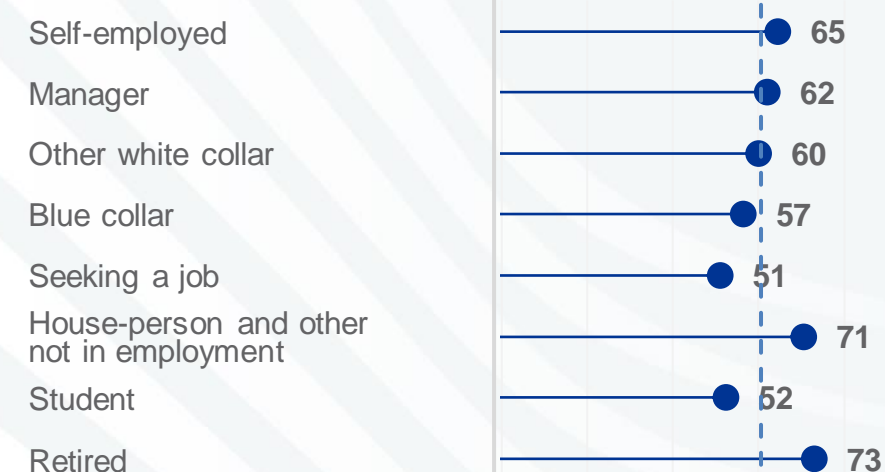 Self-employed 65
Manager 62
Other white collar 60
Blue collar 57
Seeking a job 51
House-person and other
not in employment 71
Student 52
Retired 73